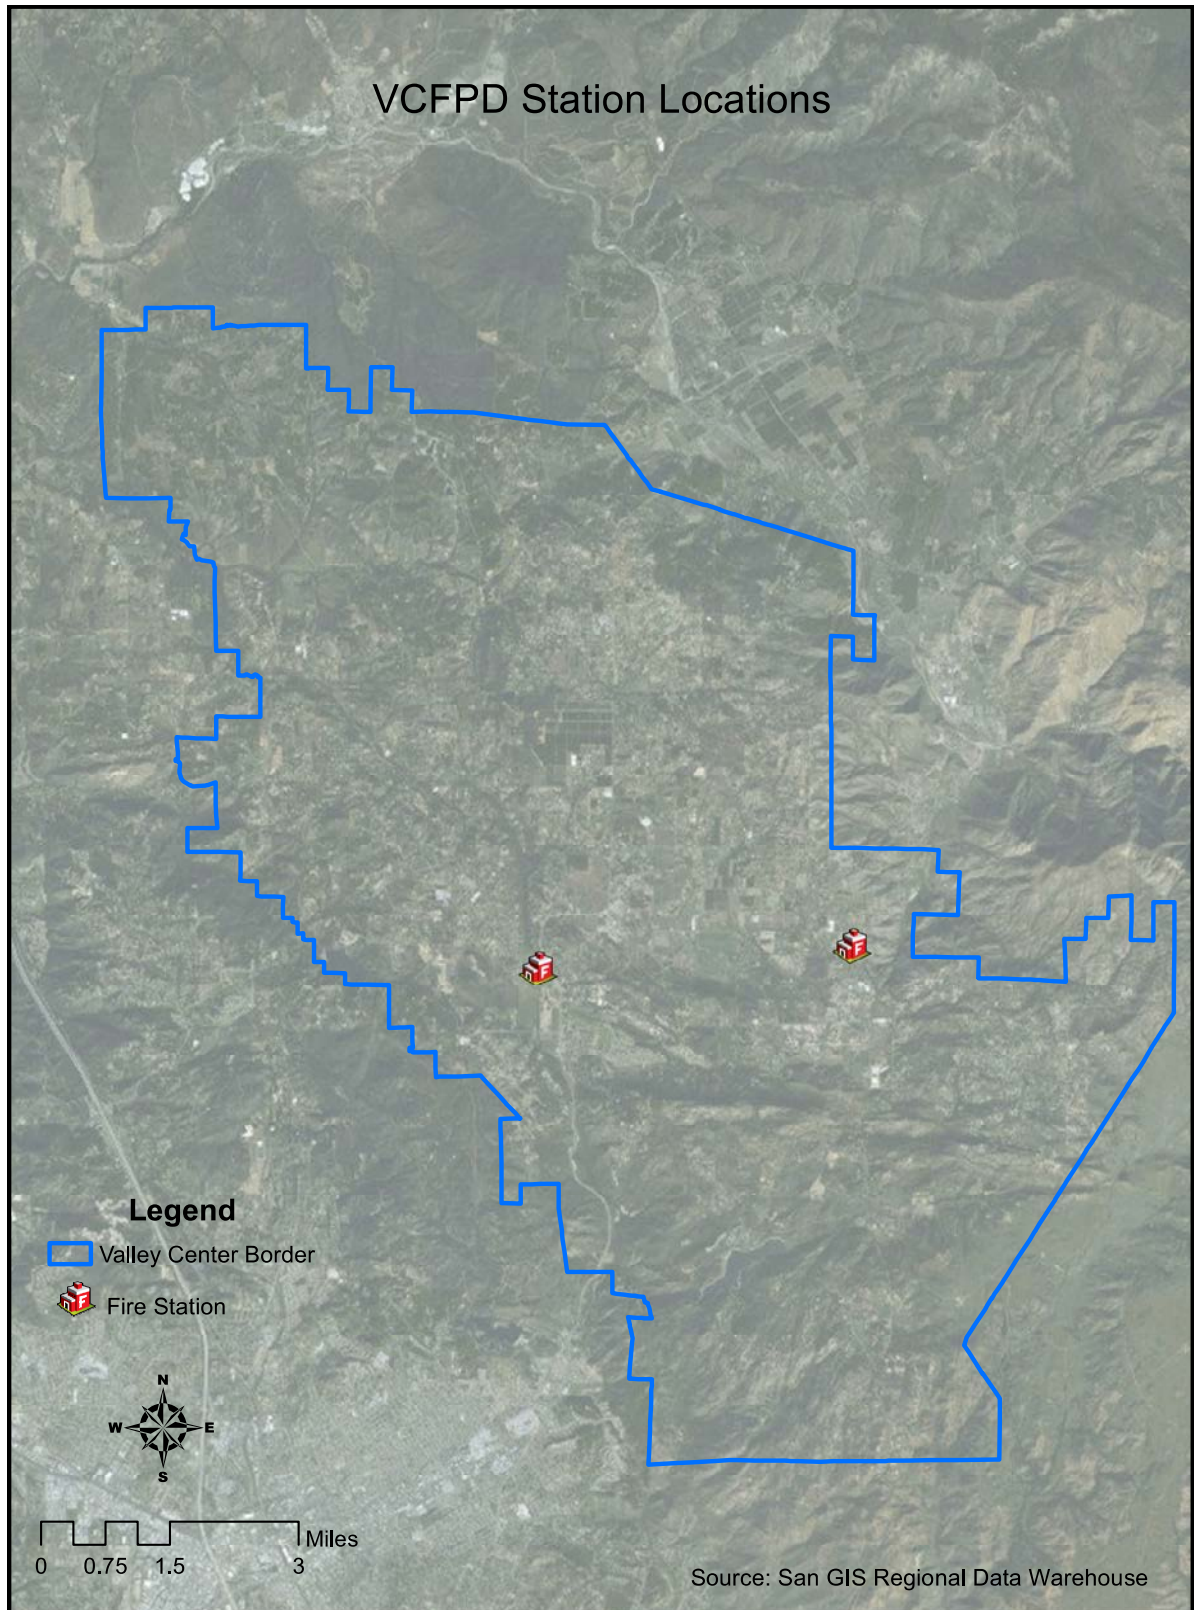 VCFPD Station Locations
Legend
Valley Center Border
Fire Station
N
W E
S
Miles
0 0.75 1.5 3
Source: San GIS Regional Data Warehouse